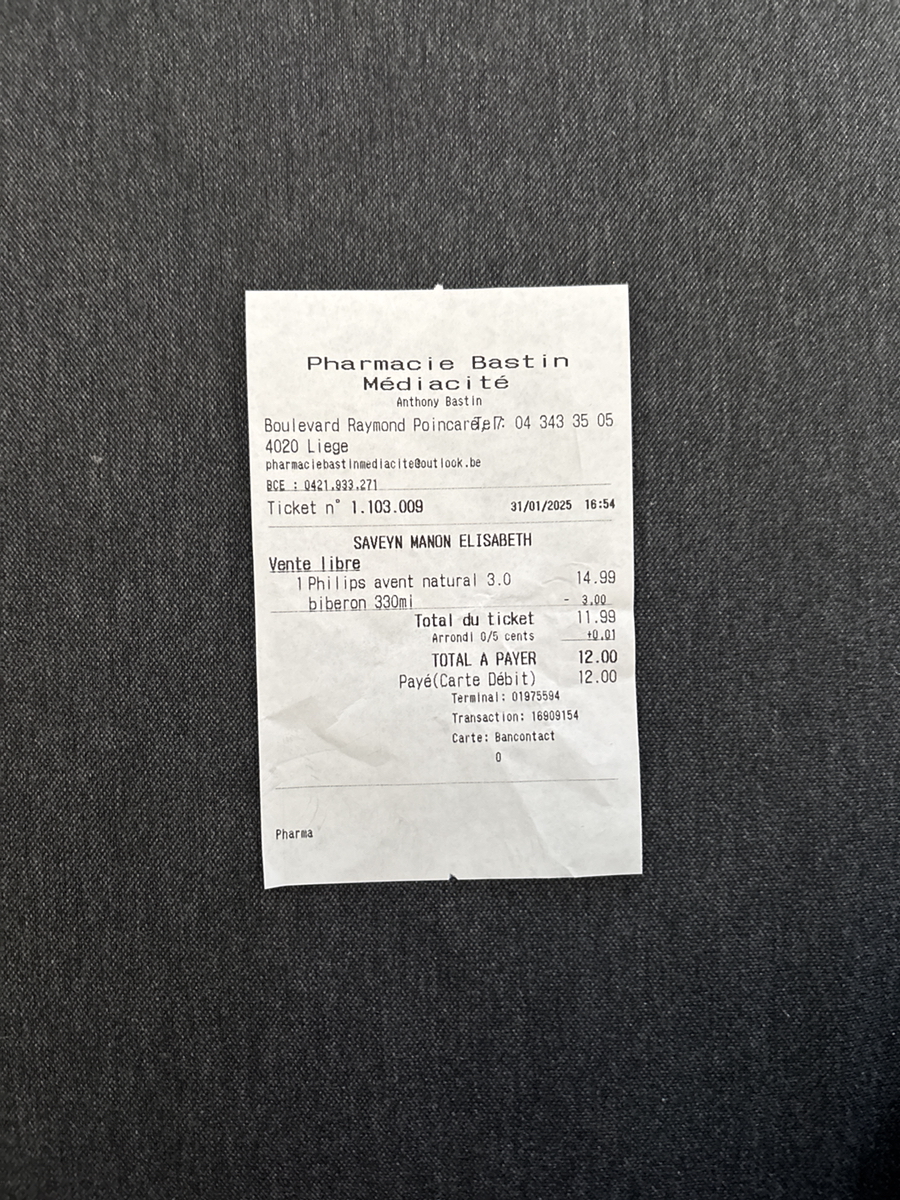 Pharmacie Bastin
Médiacité
Anthony Bastin
Boulevard Raymond Poincaré, 7 Tel : 04 343 35 05
4020 Liege
pharmaciebastinmediacite@outlook.be
BCE : 0421.933.271
Ticket n° 1.103.009 31/01/2025 16:54
SAVEYN MANON ELISABETH
Vente libre
1 Philips avent natural 3.0 14.99
biberon 330ml - 3.00
Total du ticket 11.99
Arrondi 0/5 cents +0.01
TOTAL A PAYER 12.00
Payé(Carte Débit) 12.00
Terminal: 01975594
Transaction: 16909154
Carte: Bancontact
0
Pharma